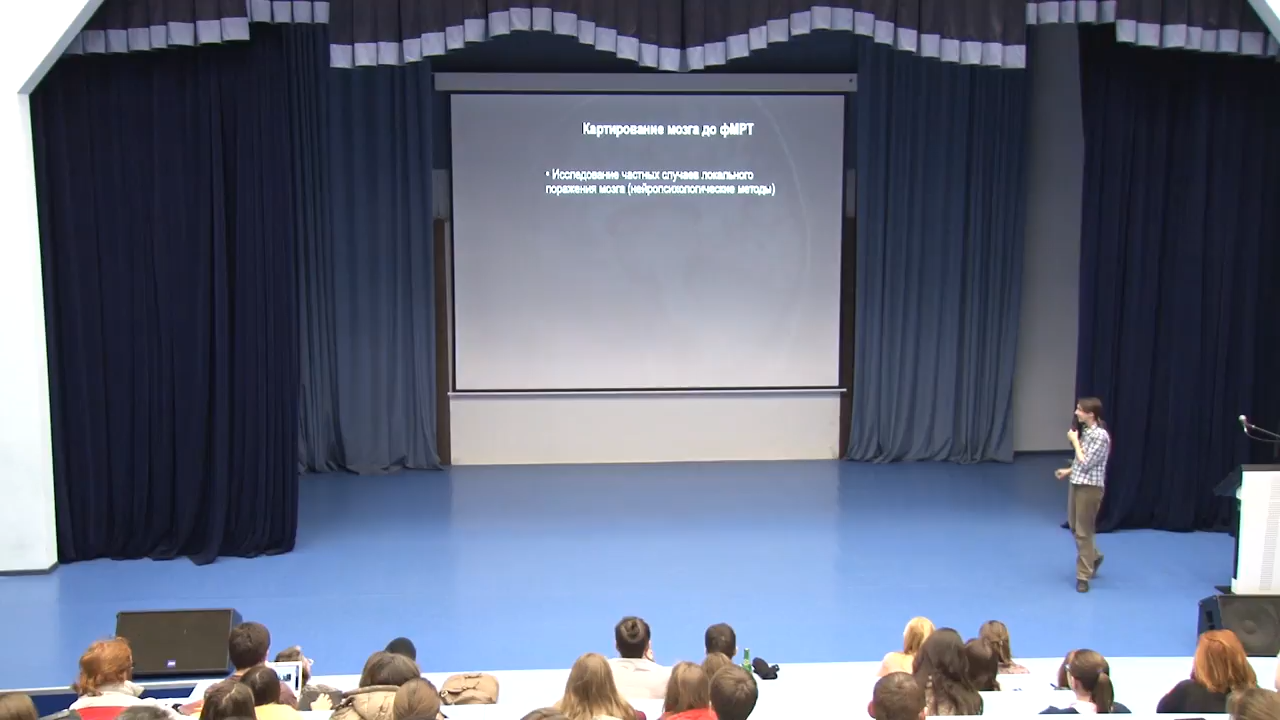 Картирование мозга до фМРТ
• Исследование частных случаев локального
поражения мозга (нейропсихологические методы)